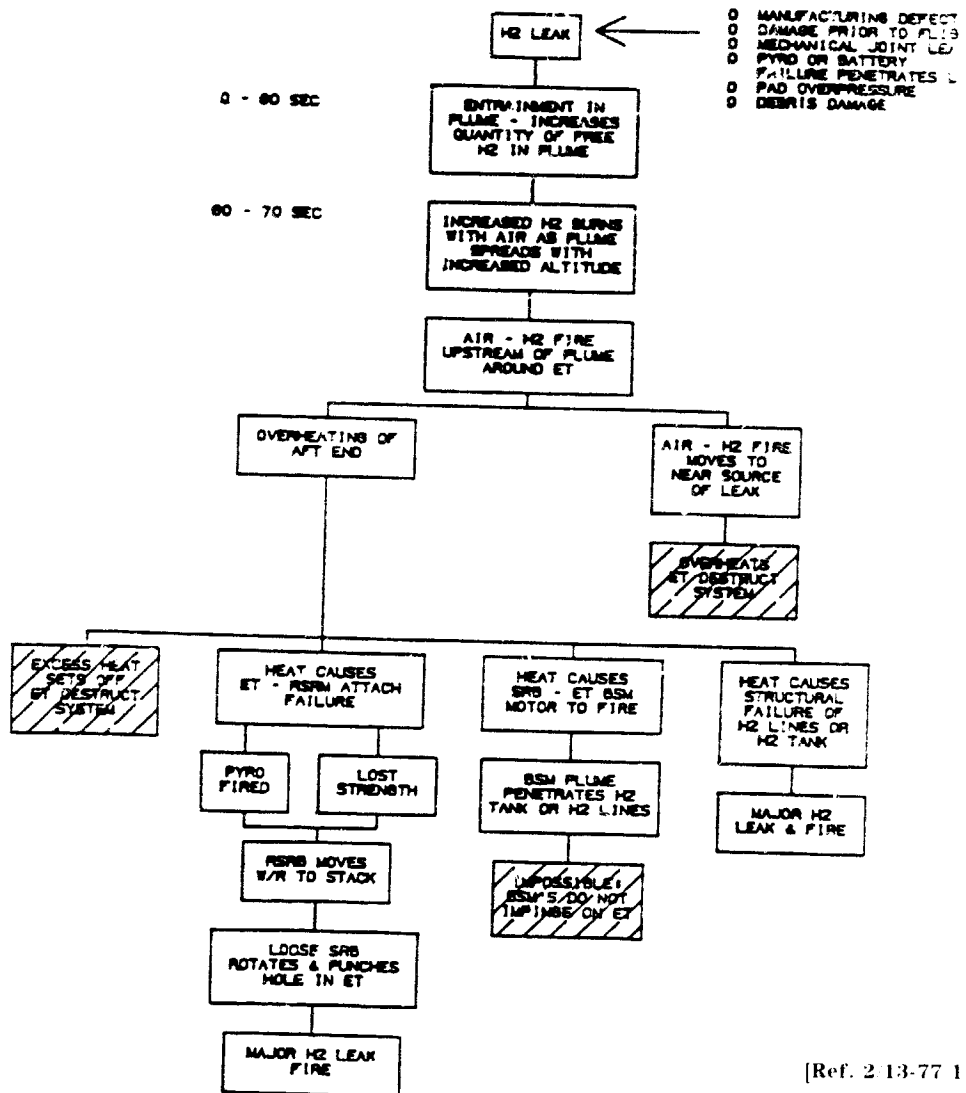 H2 LEAK
O MANUFACTURING DEFECT
O DAMAGE PRIOR TO
O MECHANICAL JOINT
O PYRO OR BATTERY
FAILURE PENETRATES
O PAD OVERPRESSURE
O DEBRIS DAMAGE
0 - 60 SEC
ENTRAINMENT IN
PLUME - INCREASES
QUANTITY OF FREE
H2 IN PLUME
60 - 70 SEC
INCREASED H2 BURNS
WITH AIR AS PLUME
SPREADS WITH
INCREASED ALTITUDE
AIR - H2 FIRE
UPSTREAM OF PLUME
AROUND ET
OVERHEATING OF
AFT END
AIR - H2 FIRE
MOVES TO
NEAR SOURCE
OF LEAK
OVERHEATS
ET DESTRUCT
SYSTEM
EXCESS HEAT
SETS OFF
ET DESTRUCT
SYSTEM
HEAT CAUSES
ET - RSRM ATTACH
FAILURE
HEAT CAUSES
SRB - ET BSM
MOTOR TO FIRE
HEAT CAUSES
STRUCTURAL
FAILURE OF
H2 LINES OR
H2 TANK
PYRO
FIRED
LOST
STRENGTH
BSM PLUME
PENETRATES H2
TANK OR H2 LINES
MAJOR H2
LEAK & FIRE
RSRB MOVES
W/R TO STACK
IMPOSSIBLE:
BSM'S DO NOT
IMPINGE ON ET
LOOSE SRB
ROTATES & PUNCHES
HOLE IN ET
MAJOR H2 LEAK
FIRE
[Ref. 2/13-77 1